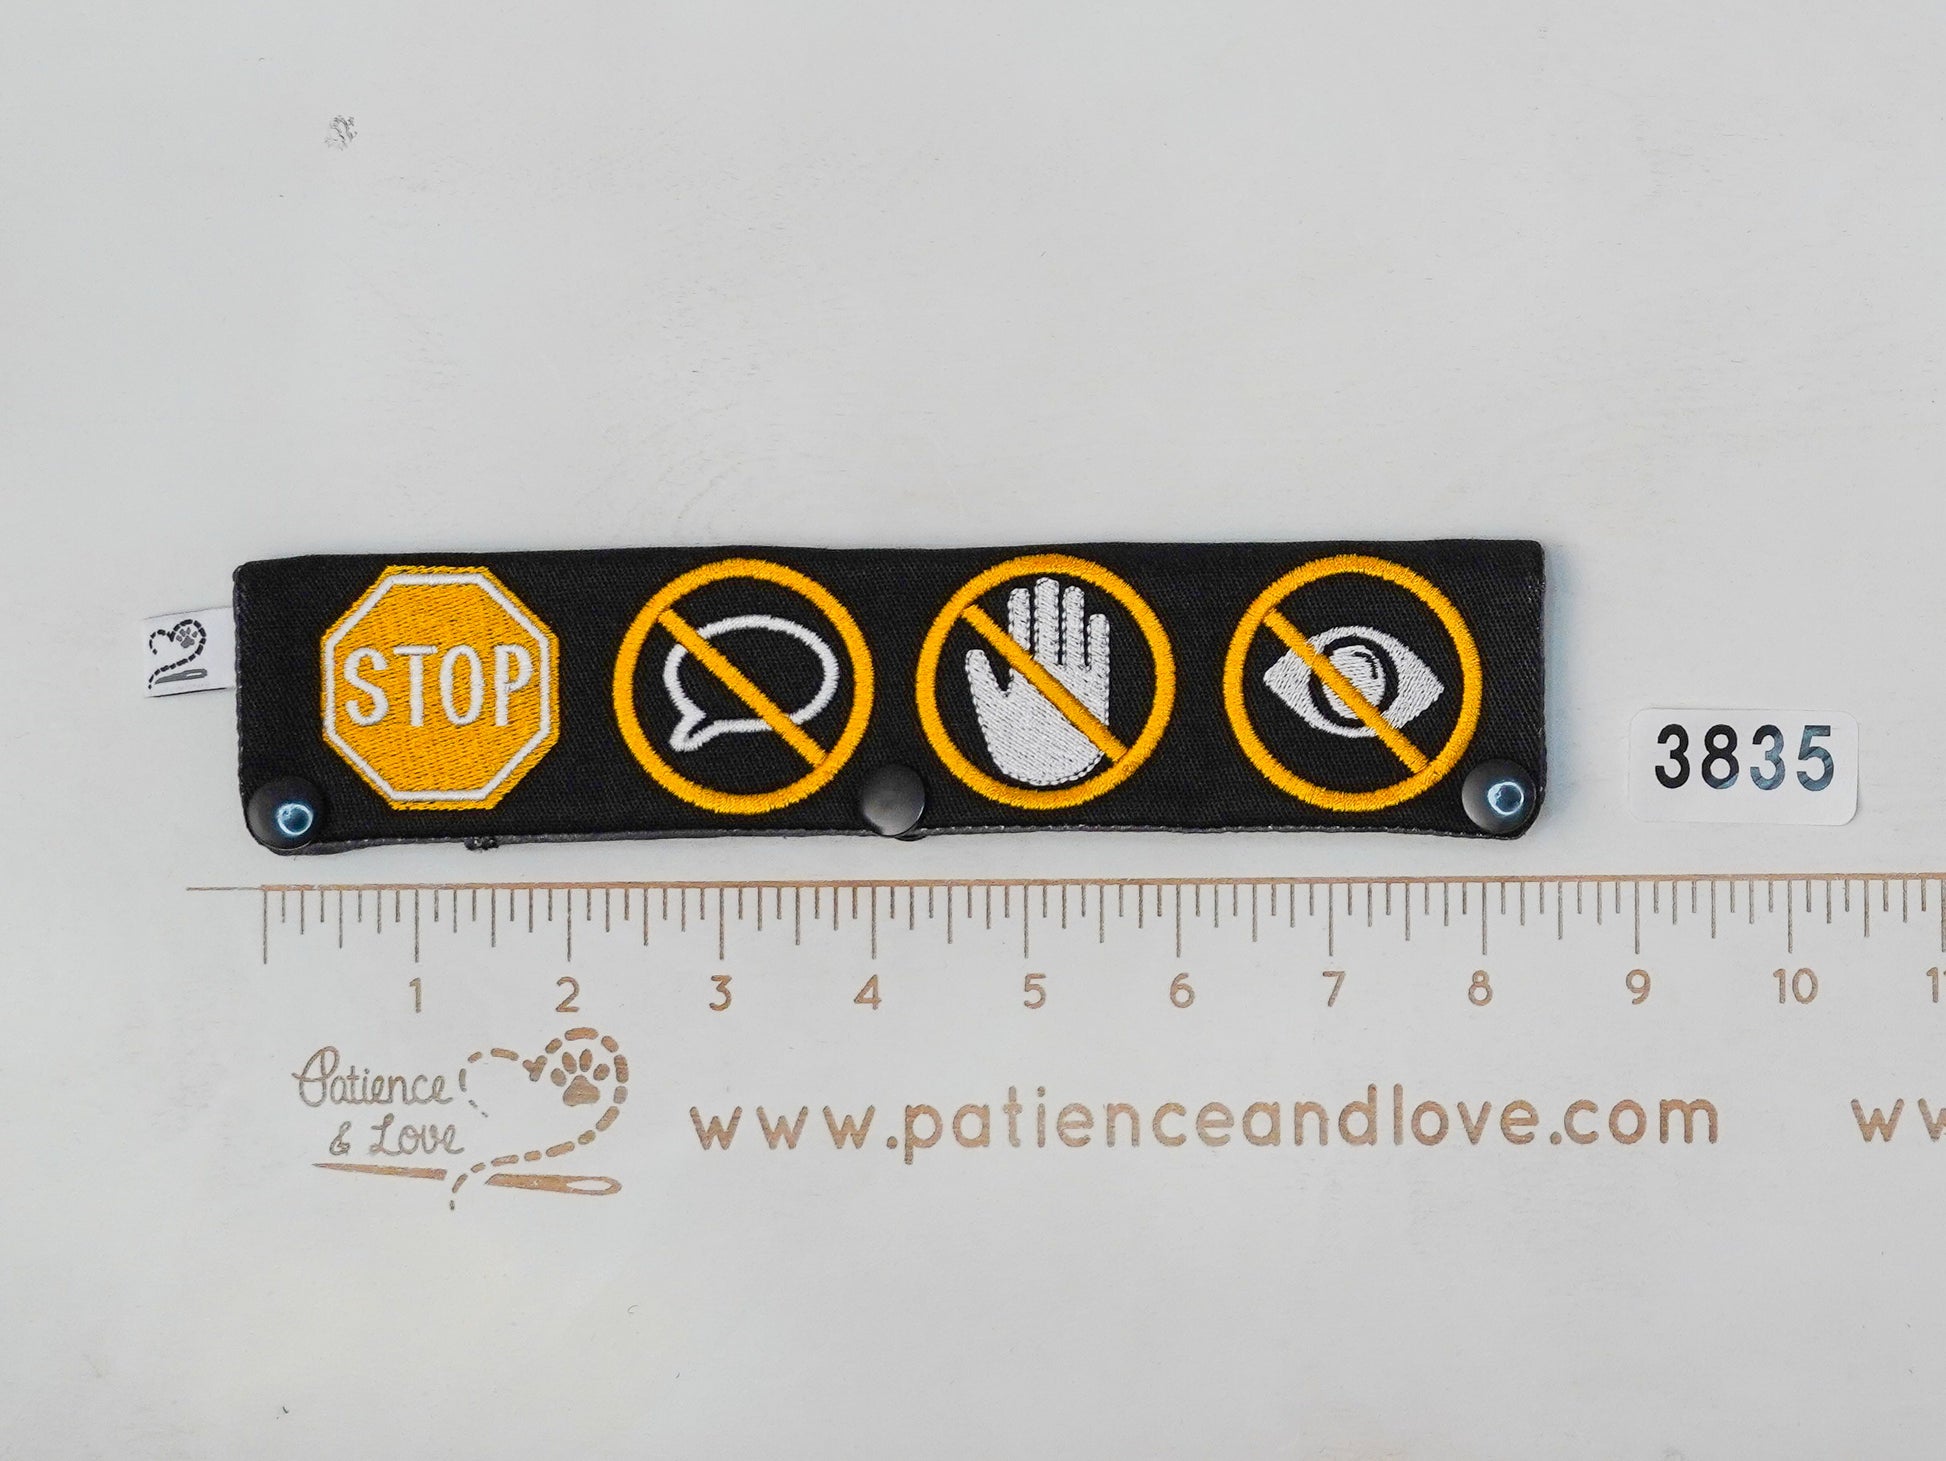 STOP
3835
1 2 3 4 5 6 7 8 9 10
Patience
& Love
www.patienceandlove.com